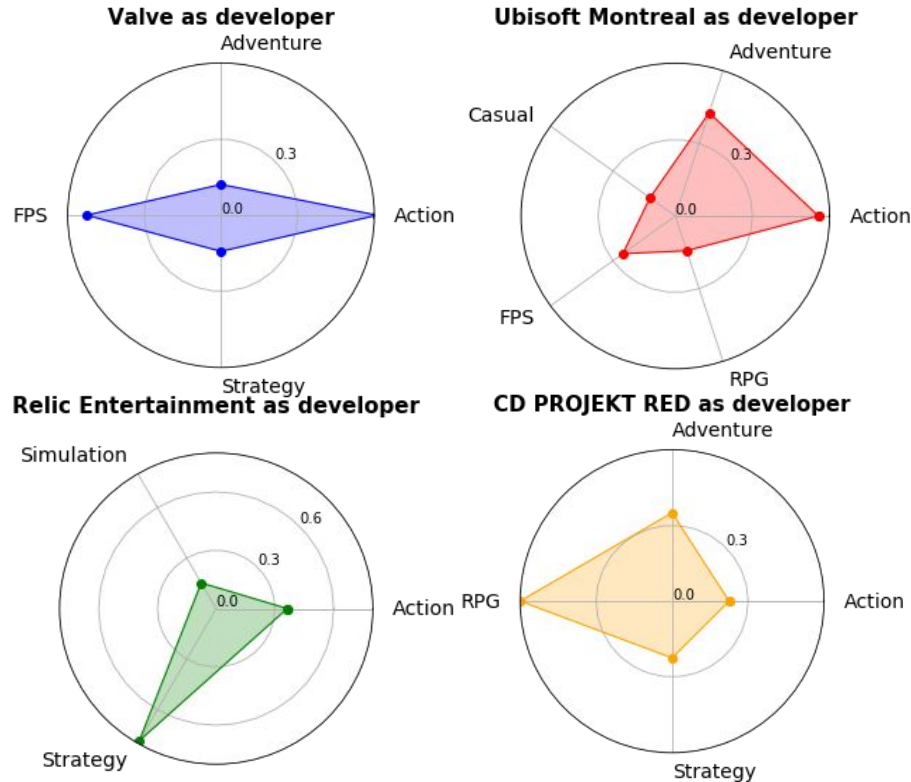 Valve as developer
Adventure
0.3
FPS
0.0
Action
Strategy
Ubisoft Montreal as developer
Adventure
Casual
0.3
0.0
Action
FPS
RPG
Relic Entertainment as developer
Simulation
0.6
0.3
0.0
Action
Strategy
CD PROJEKT RED as developer
Adventure
0.3
RPG
0.0
Action
Strategy